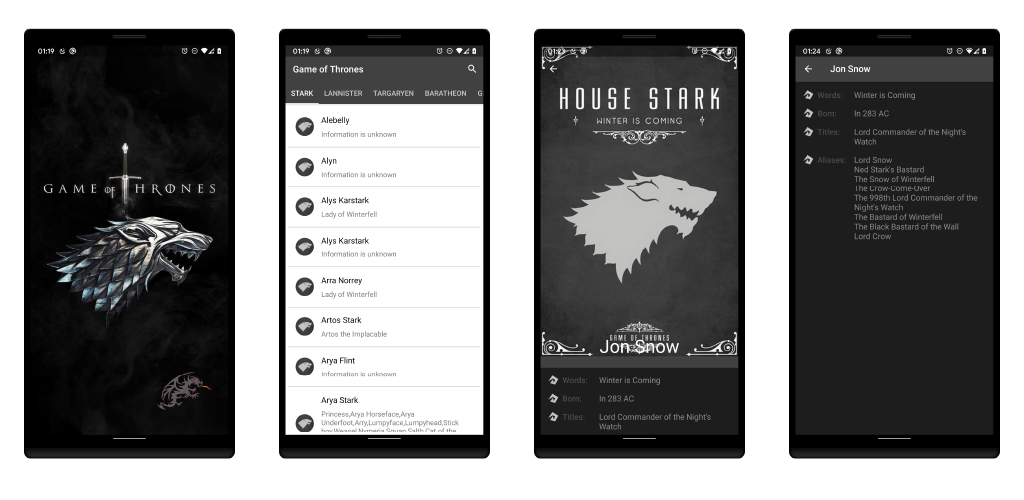 01:19
GAME OF THRONES
01:19
Game of Thrones
STARK LANNISTER TARGARYEN BARATHEON G
Alebelly
Information is unknown
Alyn
Information is unknown
Alys Karstark
Lady of Winterfell
Alys Karstark
Information is unknown
Arra Norrey
Lady of Winterfell
Artos Stark
Artos the Implacable
Arya Flint
Information is unknown
Arya Stark
Princess,Arya Horseface,Arya
Underfoot,Arry,Lumpyface,Lumpyhead,Stick
boy,Weasel,Nymeria,Squan,Salty,Cat of the
HOUSE STARK
WINTER IS COMING
GAME OF THRONES
Jon Snow
Words: Winter is Coming
Born: In 283 AC
Titles: Lord Commander of the Night's
Watch
01:24
Jon Snow
Words: Winter is Coming
Born: In 283 AC
Titles: Lord Commander of the Night's
Watch
Aliases: Lord Snow
Ned Stark's Bastard
The Snow of Winterfell
The Crow-Come-Over
The 998th Lord Commander of the
Night's Watch
The Bastard of Winterfell
The Black Bastard of the Wall
Lord Crow